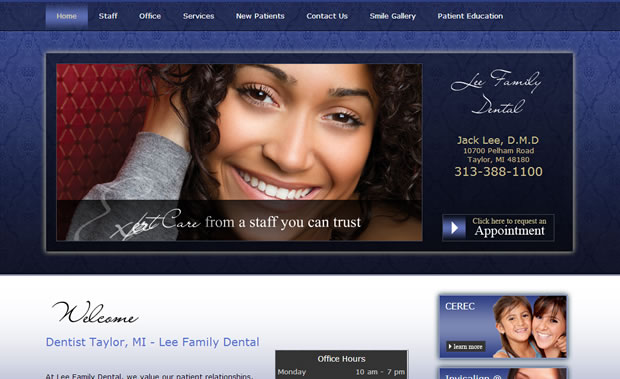 Home Staff Office Services New Patients Contact Us Smile Gallery Patient Education
Lee Family
Dental
Jack Lee, D.M.D
10700 Pelham Road
Taylor, MI 48180
313-388-1100
Xpert Care from a staff you can trust
Click here to request an
Appointment
Welcome
Dentist Taylor, MI - Lee Family Dental
At Lee Family Dental, we value our patient relationships.
Office Hours
Monday 10 am - 7 pm
CEREC
learn more
Invisalign ®